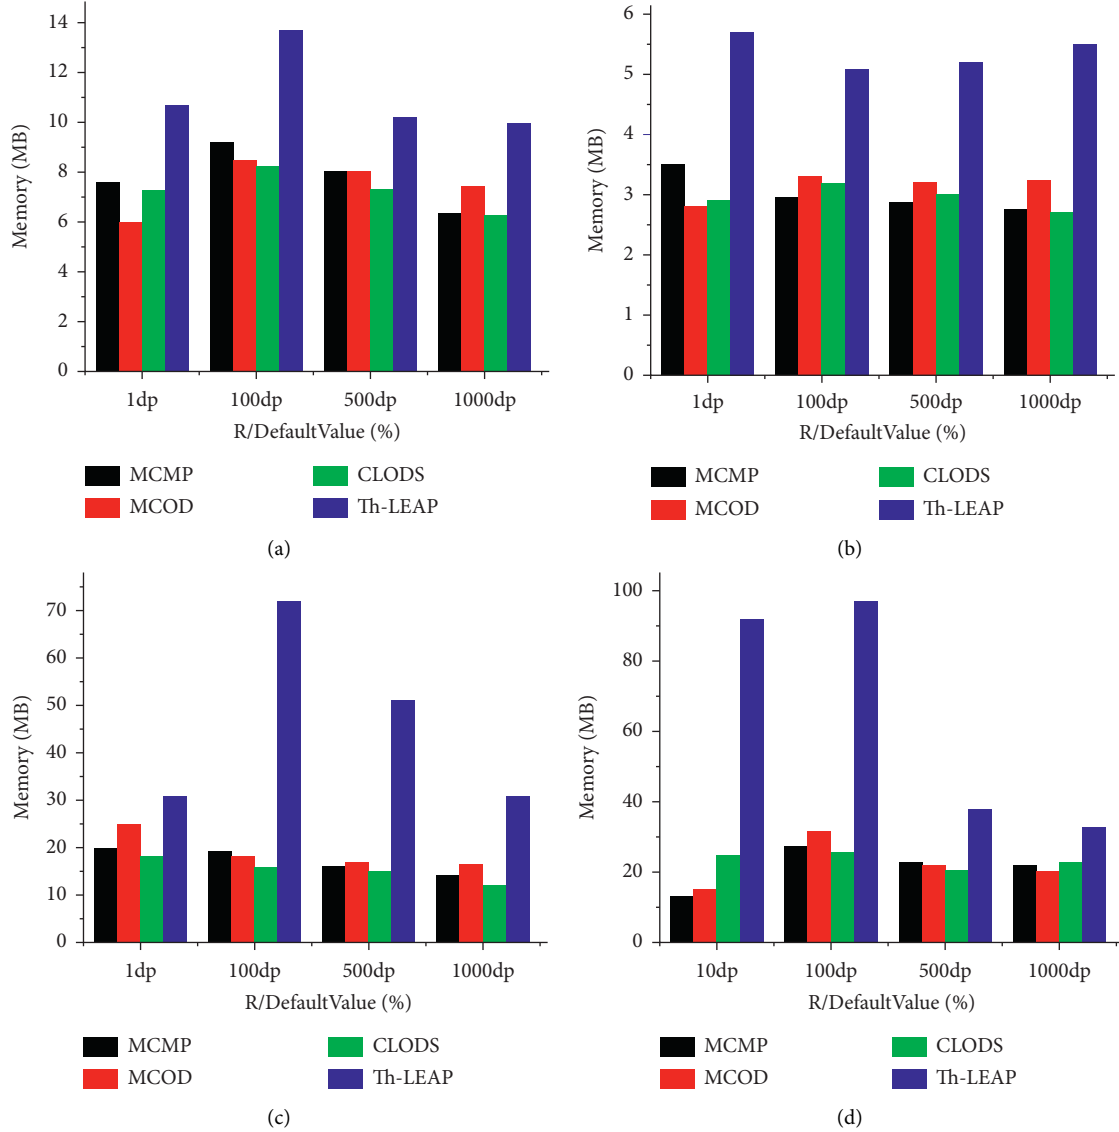 14
12
10
8
6
4
2
0
Memory (MB)
1dp 100dp 500dp 1000dp
R/DefaultValue (%)
MCMP CLODS
MCOD Th-LEAP
(a)
6
5
4
3
2
1
0
Memory (MB)
1dp 100dp 500dp 1000dp
R/DefaultValue (%)
MCMP CLODS
MCOD Th-LEAP
(b)
70
60
50
40
30
20
10
0
Memory (MB)
1dp 100dp 500dp 1000dp
R/DefaultValue (%)
MCMP CLODS
MCOD Th-LEAP
(c)
100
80
60
40
20
0
Memory (MB)
10dp 100dp 500dp 1000dp
R/DefaultValue (%)
MCMP CLODS
MCOD Th-LEAP
(d)